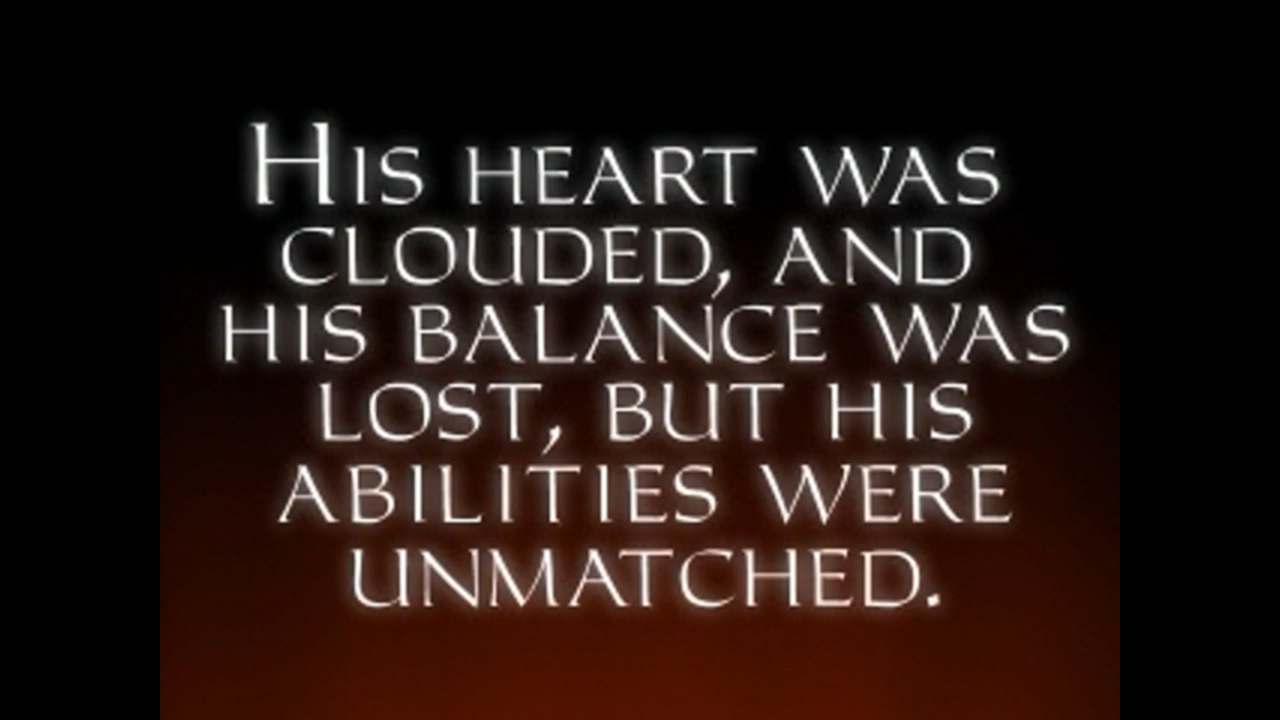 HIS HEART WAS
CLOUDED, AND
HIS BALANCE WAS
LOST, BUT HIS
ABILITIES WERE
UNMATCHED.